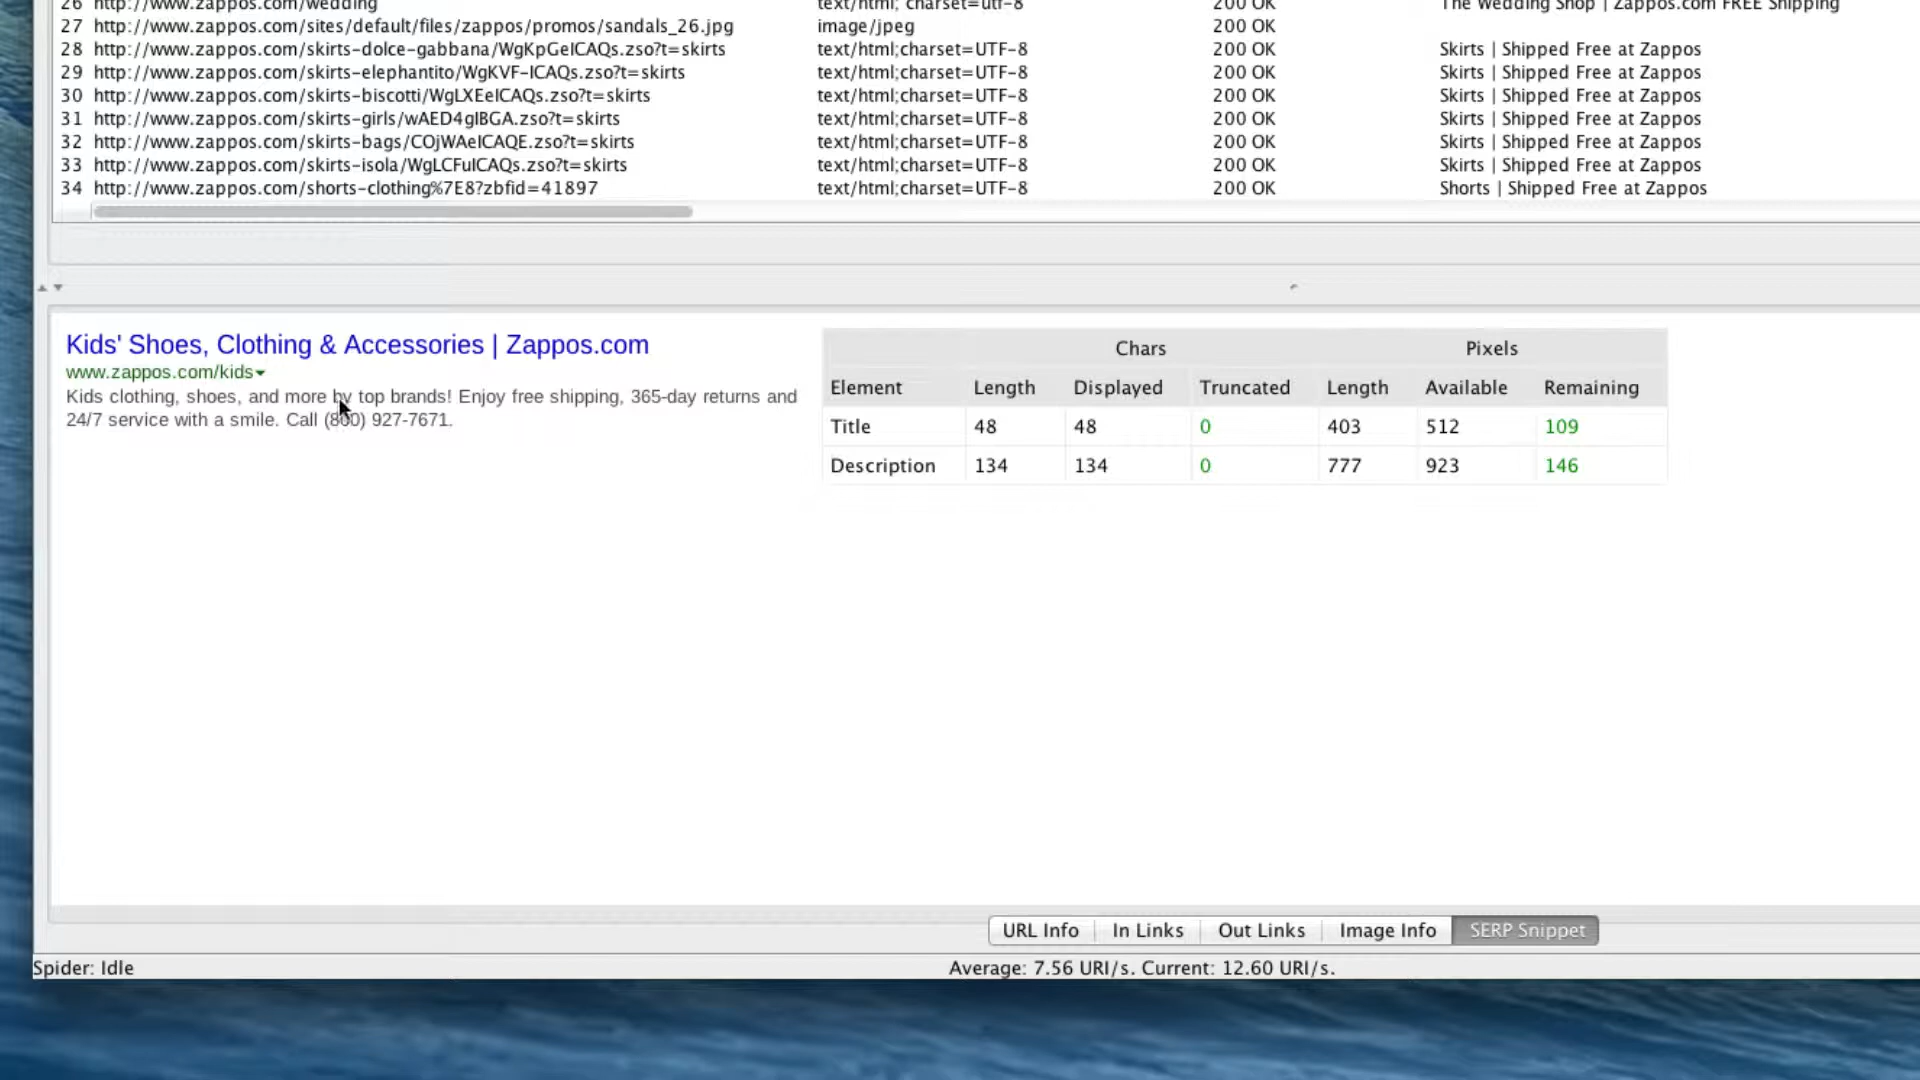 26 http://www.zappos.com/wedding text/html; charset=utf-8 200 OK The Wedding Shop | Zappos.com FREE Shipping
27 http://www.zappos.com/sites/default/files/zappos/promos/sandals_26.jpg image/jpeg 200 OK
28 http://www.zappos.com/skirts-dolce-gabbana/WgKpGeICAQs.zso?t=skirts text/html;charset=UTF-8 200 OK Skirts | Shipped Free at Zappos
29 http://www.zappos.com/skirts-elephantito/WgKVF-ICAQs.zso?t=skirts text/html;charset=UTF-8 200 OK Skirts | Shipped Free at Zappos
30 http://www.zappos.com/skirts-biscotti/WgLXEeICAQs.zso?t=skirts text/html;charset=UTF-8 200 OK Skirts | Shipped Free at Zappos
31 http://www.zappos.com/skirts-girls/wAED4gIBGA.zso?t=skirts text/html;charset=UTF-8 200 OK Skirts | Shipped Free at Zappos
32 http://www.zappos.com/skirts-bags/COjWAeICAQE.zso?t=skirts text/html;charset=UTF-8 200 OK Skirts | Shipped Free at Zappos
33 http://www.zappos.com/skirts-isola/WgLCFuICAQs.zso?t=skirts text/html;charset=UTF-8 200 OK Skirts | Shipped Free at Zappos
34 http://www.zappos.com/shorts-clothing%7E8?zbfid=41897 text/html;charset=UTF-8 200 OK Shorts | Shipped Free at Zappos
Kids' Shoes, Clothing & Accessories | Zappos.com
www.zappos.com/kids
Kids clothing, shoes, and more by top brands! Enjoy free shipping, 365-day returns and
24/7 service with a smile. Call (800) 927-7671.
Chars Pixels
Element Length Displayed Truncated Length Available Remaining
Title 48 48 0 403 512 109
Description 134 134 0 777 923 146
URL Info In Links Out Links Image Info SERP Snippet
Spider: Idle Average: 7.56 URI/s. Current: 12.60 URI/s.